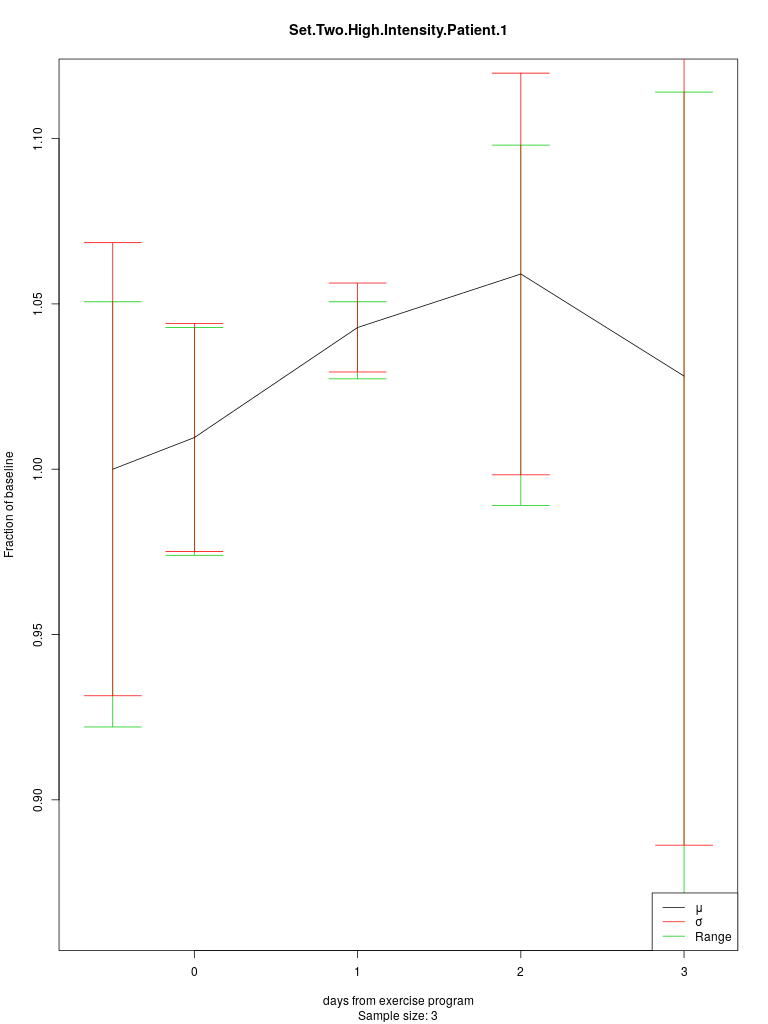 Set.Two.High.Intensity.Patient.1
Fraction of baseline
1.10
1.05
1.00
0.95
0.90
μ
σ
Range
0 1 2 3
days from exercise program
Sample size: 3